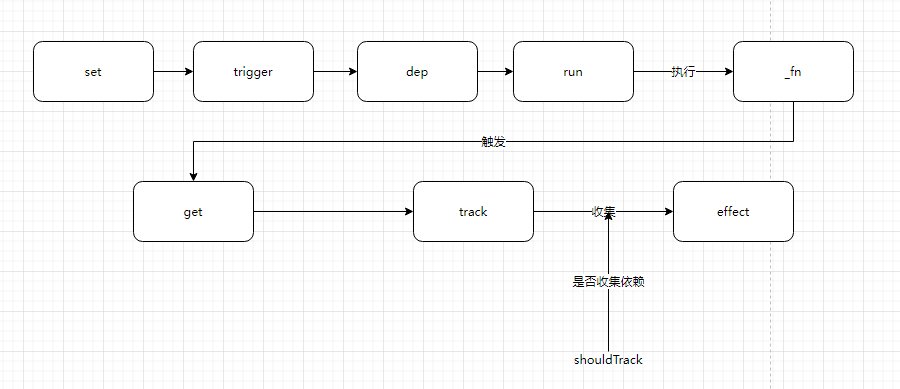 set
trigger
dep
run
执行
_fn
触发
get
track
收集
effect
是否收集依赖
shouldTrack